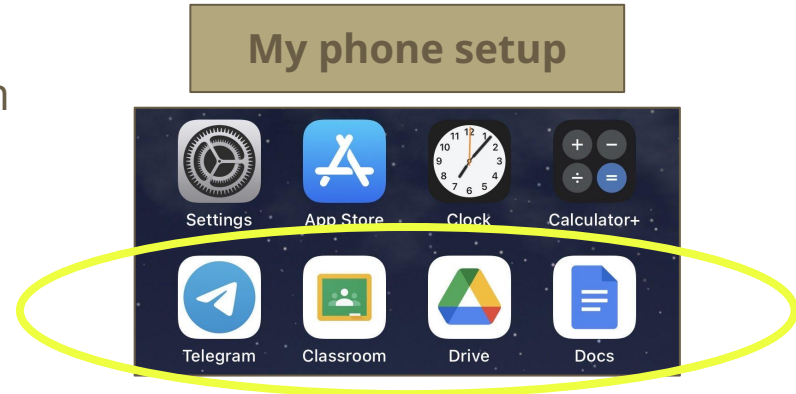 My phone setup
n
Settings App Store Clock Calculator+
Telegram Classroom Drive Docs